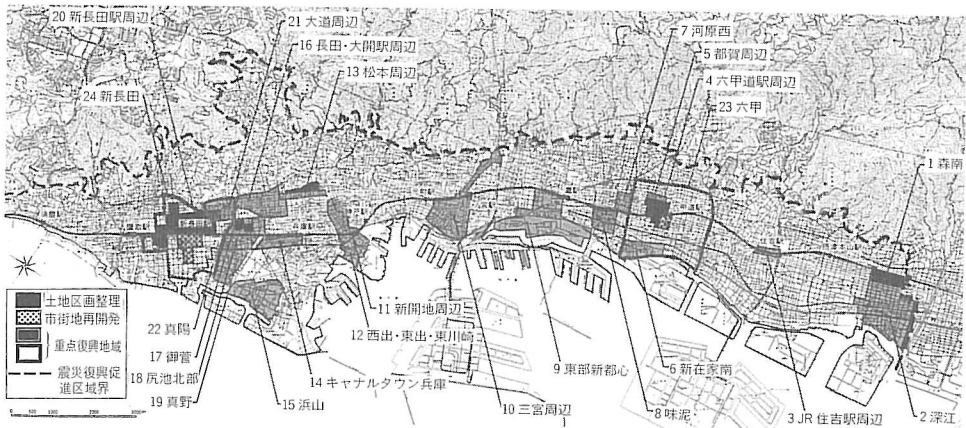 20 新長田駅周辺
21 大道周辺
16 長田・大開駅周辺
13 松本周辺
24 新長田
7 河原西
5 都賀周辺
4 六甲道駅周辺
23 六甲
1 森南
22 真陽
17 御菅
18 尻池北部
19 真野
15 浜山
14 キャナルタウン兵庫
12 西出・東出・東川崎
11 新開地周辺
10 三宮周辺
9 東部新都心
8 味泥
6 新在家南
3 JR 住吉駅周辺
2 深江
土地区画整理
市街地再開発
重点復興地域
震災復興促
進区域界